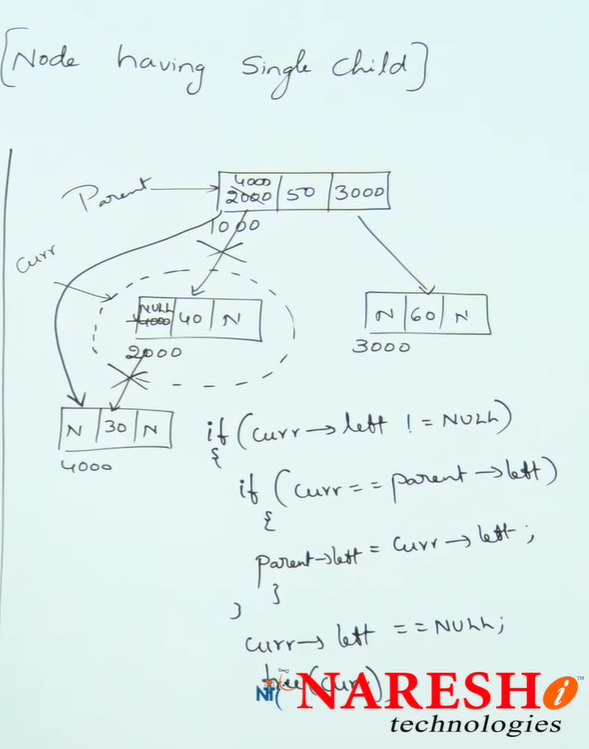 [Node having Single child]
Parent
4000
2000 50 3000
1000
Curr
NULL
4000 40 N
2000
N 60 N
3000
N 30 N
4000
if (curr → left != NULL)
{
if (curr == parent → left)
{
parent → left = curr → left ;
}
}
curr → left == NULL;
free(curr)
NARESH i
TM
technologies